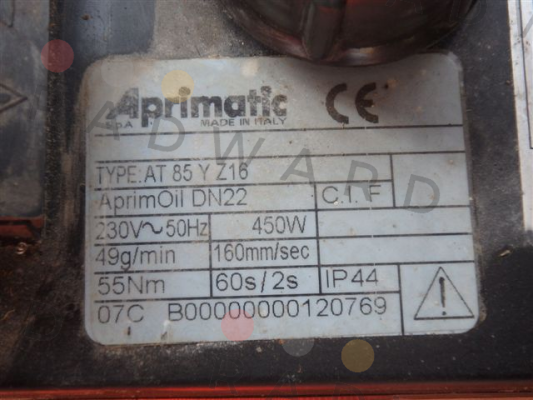 Aprimatic
S.p.A. MADE IN ITALY
CE
TYPE: AT 85 Y Z16
AprimOil DN22 C.1. F
230V~50Hz 450W
49g/min 160mm/sec
55Nm 60s/2s IP44
07C B00000000120769
ADWARD